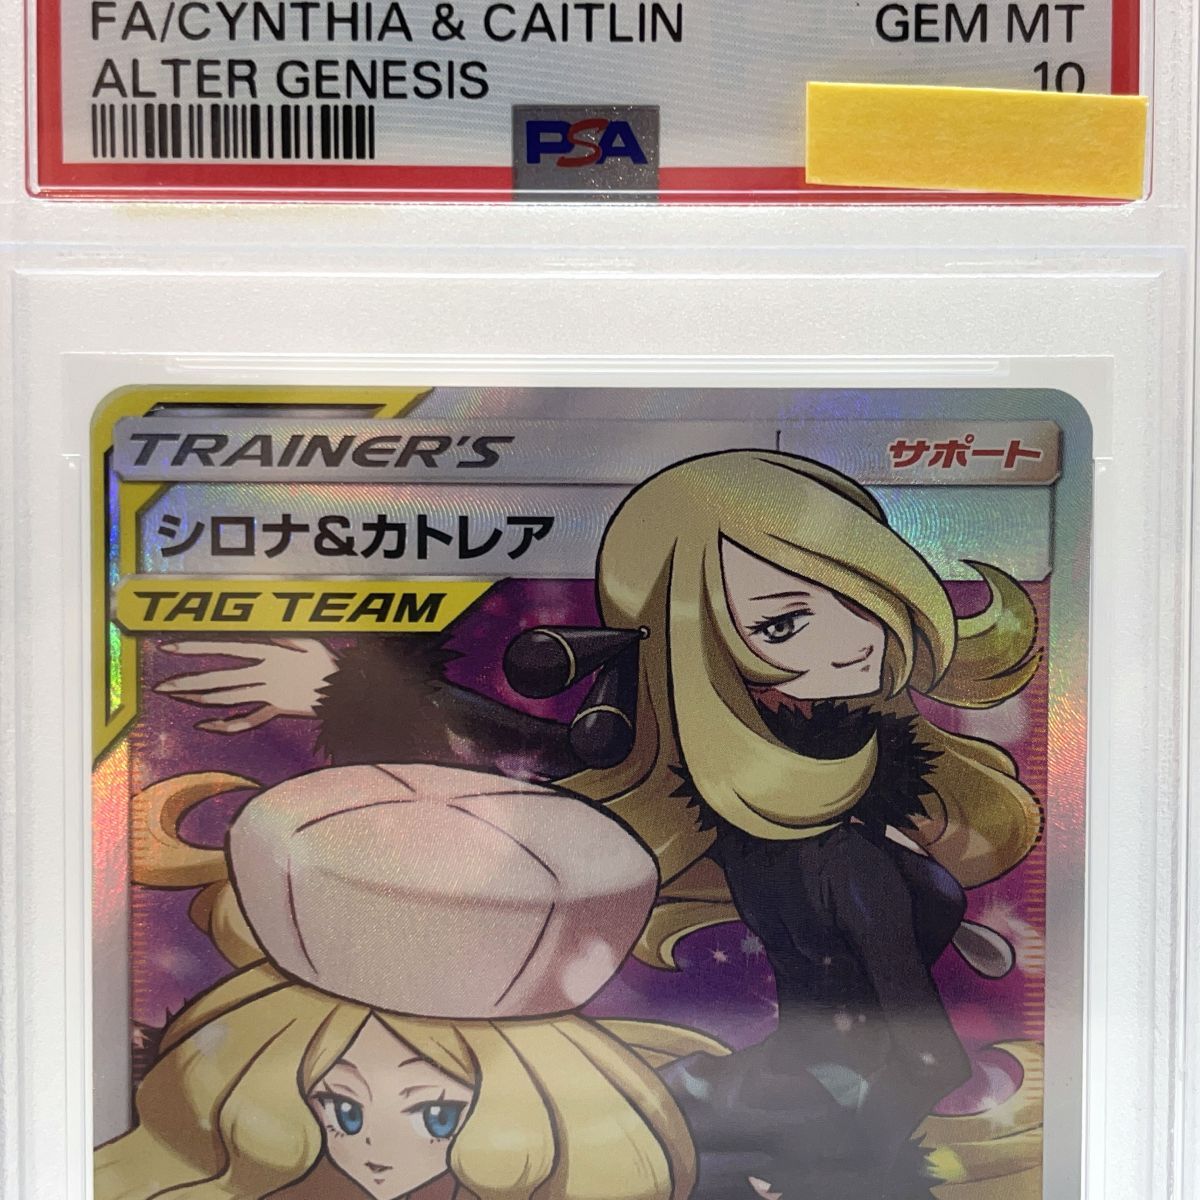 FA/CYNTHIA & CAITLIN GEM MT
ALTER GENESIS 10
PSA
TRAINER'S サポート
シロナ&カトレア
TAG TEAM